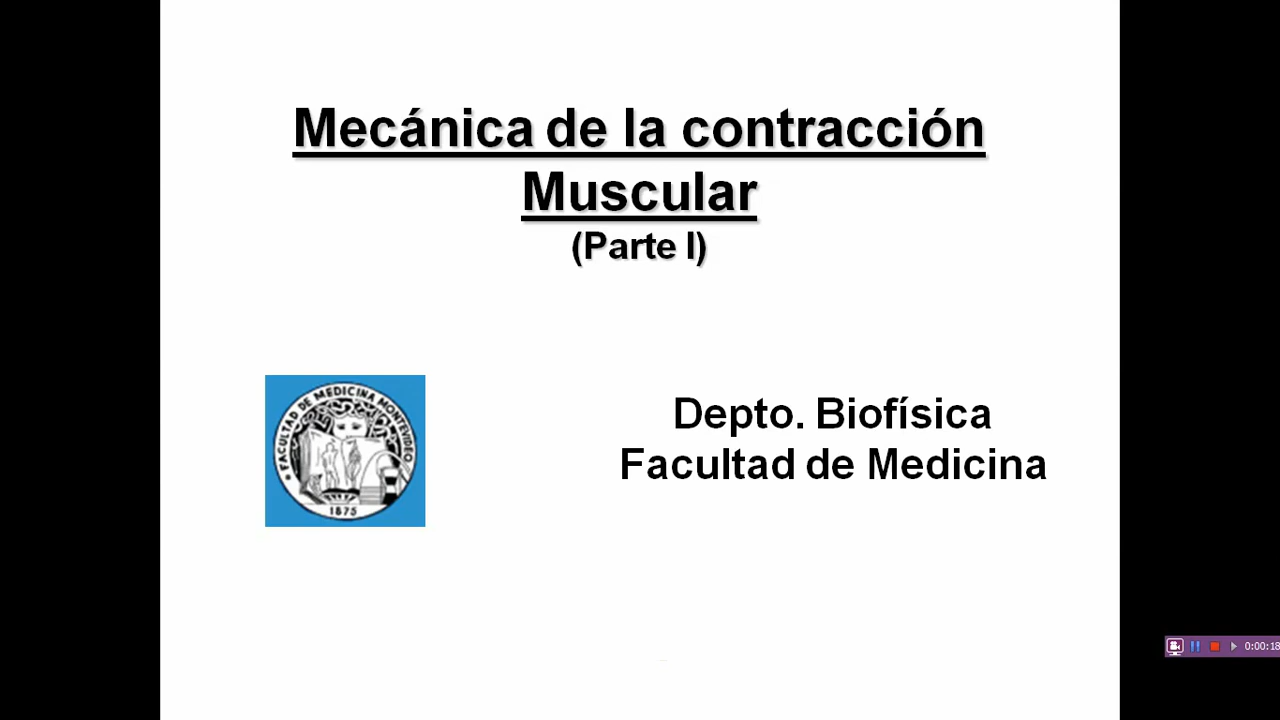 Mecánica de la contracción
Muscular
(Parte I)
FACULTAD DE MEDICINA MONTEVIDEO
1875
Depto. Biofísica
Facultad de Medicina
0:00:18